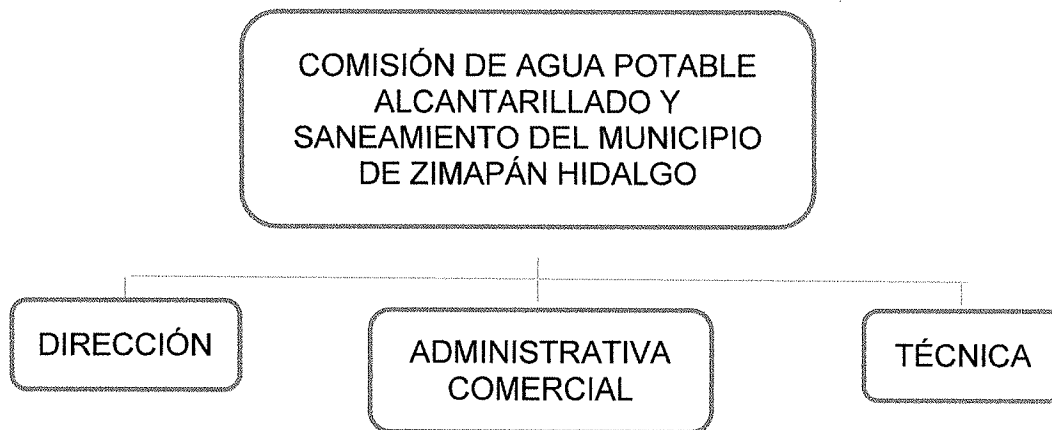 COMISIÓN DE AGUA POTABLE
ALCANTARILLADO Y
SANEAMIENTO DEL MUNICIPIO
DE ZIMAPÁN HIDALGO
DIRECCIÓN
ADMINISTRATIVA
COMERCIAL
TÉCNICA